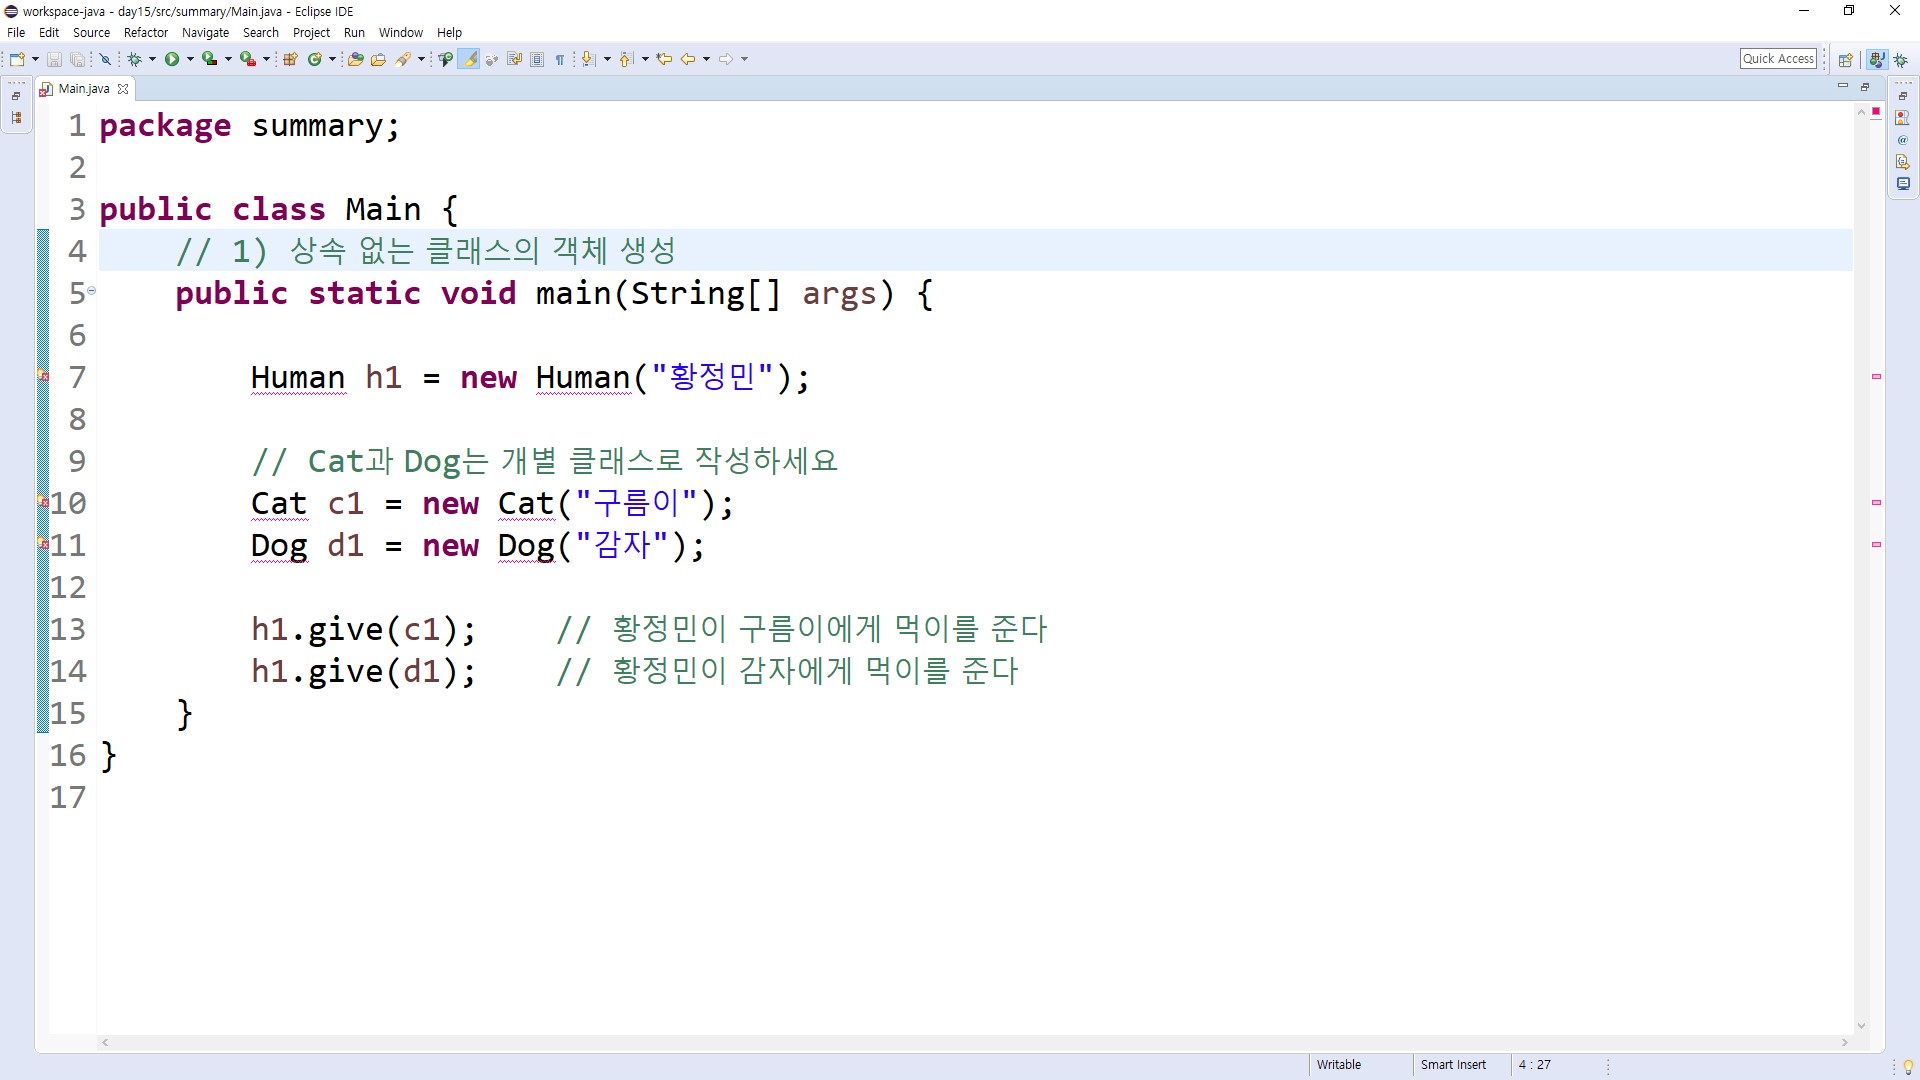 workspace-java - day15/src/summary/Main.java - Eclipse IDE
File Edit Source Refactor Navigate Search Project Run Window Help
Quick Access
Main.java
1 package summary;
2
3 public class Main {
4 // 1) 상속 없는 클래스의 객체 생성
5 public static void main(String[] args) {
6
7 Human h1 = new Human("황정민");
8
9 // Cat과 Dog는 개별 클래스로 작성하세요
10 Cat c1 = new Cat("구름이");
11 Dog d1 = new Dog("감자");
12
13 h1.give(c1); // 황정민이 구름이에게 먹이를 준다
14 h1.give(d1); // 황정민이 감자에게 먹이를 준다
15 }
16 }
17
Writable Smart Insert 4 : 27